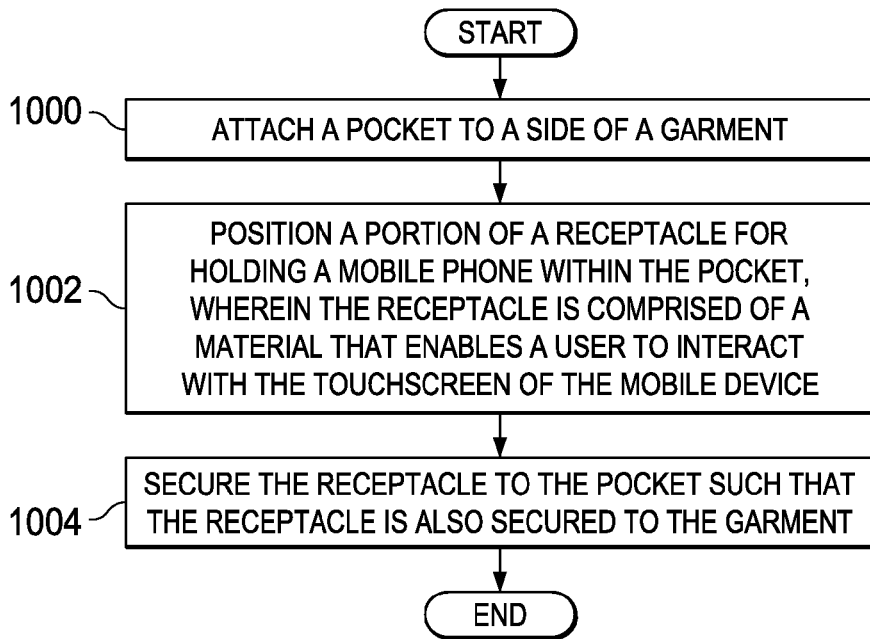 START
1000
ATTACH A POCKET TO A SIDE OF A GARMENT
1002
POSITION A PORTION OF A RECEPTACLE FOR
HOLDING A MOBILE PHONE WITHIN THE POCKET,
WHEREIN THE RECEPTACLE IS COMPRISED OF A
MATERIAL THAT ENABLES A USER TO INTERACT
WITH THE TOUCHSCREEN OF THE MOBILE DEVICE
1004
SECURE THE RECEPTACLE TO THE POCKET SUCH THAT
THE RECEPTACLE IS ALSO SECURED TO THE GARMENT
END